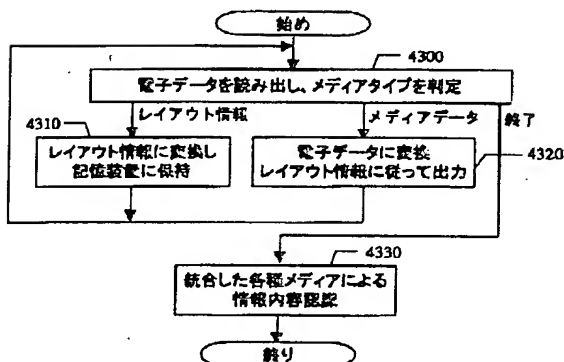 始め
4300
電子データを読み出し、メディアタイプを判定
レイアウト情報
メディアデータ
終了
4310
レイアウト情報に変換し
記憶装置に保持
電子データに変換
レイアウト情報に従って出力
4320
4330
統合した各種メディアによる
情報内容認識
終り